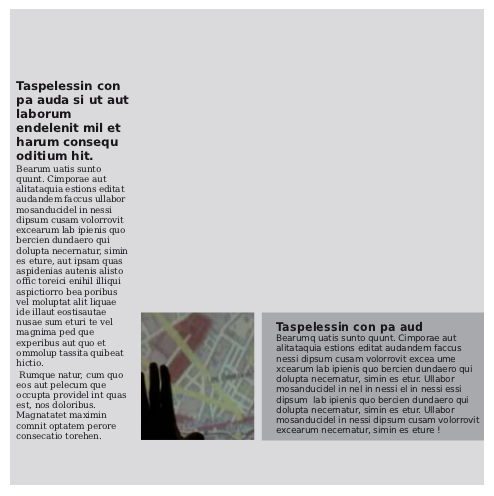 Taspelessin con
pa auda si ut aut
laborum
endelenit mil et
harum consequ
oditium hit.
Bearum uatis sunto
quunt. Cimporae aut
alitataquia estions editat
audandem faccus ullabor
mosanducidel in nessi
dipsum cusam volorrovit
excearum lab ipienis quo
bercien dundaero qui
dolupta necernatur, simin
es eture, aut ipsam quas
aspidenias autenis alisto
offic toreici enihil illiqui
aspictiorro bea poribus
vel moluptat alit liquae
ide illaut eostisautae
nusae sum eturi te vel
magnima ped que
experibus aut quo et
ommolup tassita quibeat
hictio.
Rumque natur, cum quo
eos aut pelecum que
occupta providel int quas
est, nos doloribus.
Magnatatet maximin
comnit optatem perore
consecatio torehen.
Taspelessin con pa aud
Bearumq uatis sunto quunt. Cimporae aut
alitataquia estions editat audandem faccus
nessi dipsum cusam volorrovit excea ume
xcearum lab ipienis quo bercien dundaero qui
dolupta necernatur, simin es etur. Ullabor
mosanducidel in nel in nessi el in nessi essi
dipsum lab ipienis quo bercien dundaero qui
dolupta necernatur, simin es etur. Ullabor
mosanducidel in nessi dipsum cusam volorrovit
excearum necernatur, simin es eture !